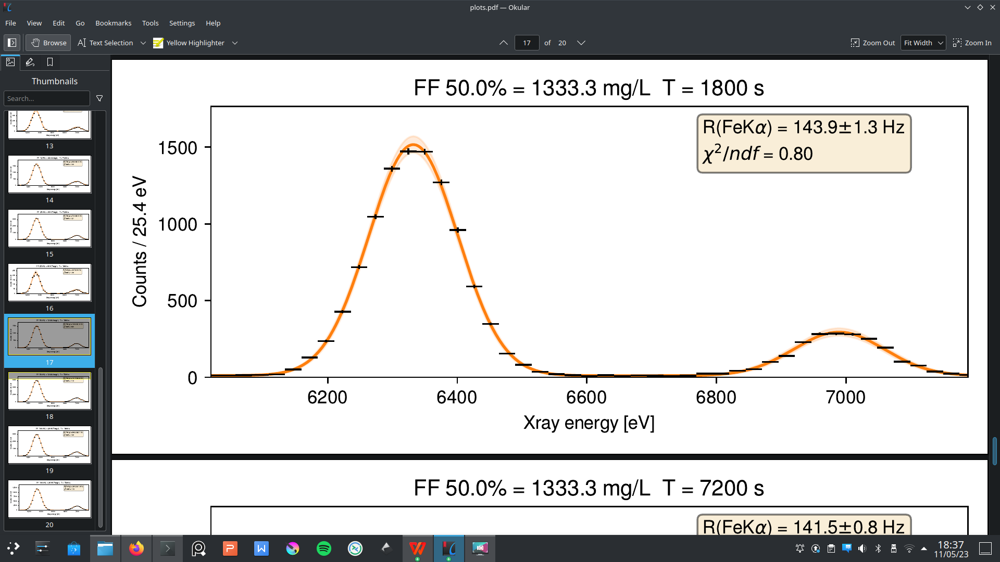 plots.pdf — Okular
File View Edit Go Bookmarks Tools Settings Help
Browse Text Selection Yellow Highlighter 17 of 20 Zoom Out Fit Width Zoom In
Thumbnails
Search...
13
14
15
16
17
18
19
20
FF 50.0% = 1333.3 mg/L T = 1800 s
R(FeKα) = 143.9±1.3 Hz
χ²/ndf = 0.80
Counts / 25.4 eV
1500
1000
500
0
6200 6400 6600 6800 7000
Xray energy [eV]
FF 50.0% = 1333.3 mg/L T = 7200 s
R(FeKα) = 141.5±0.8 Hz
18:37
11/05/23